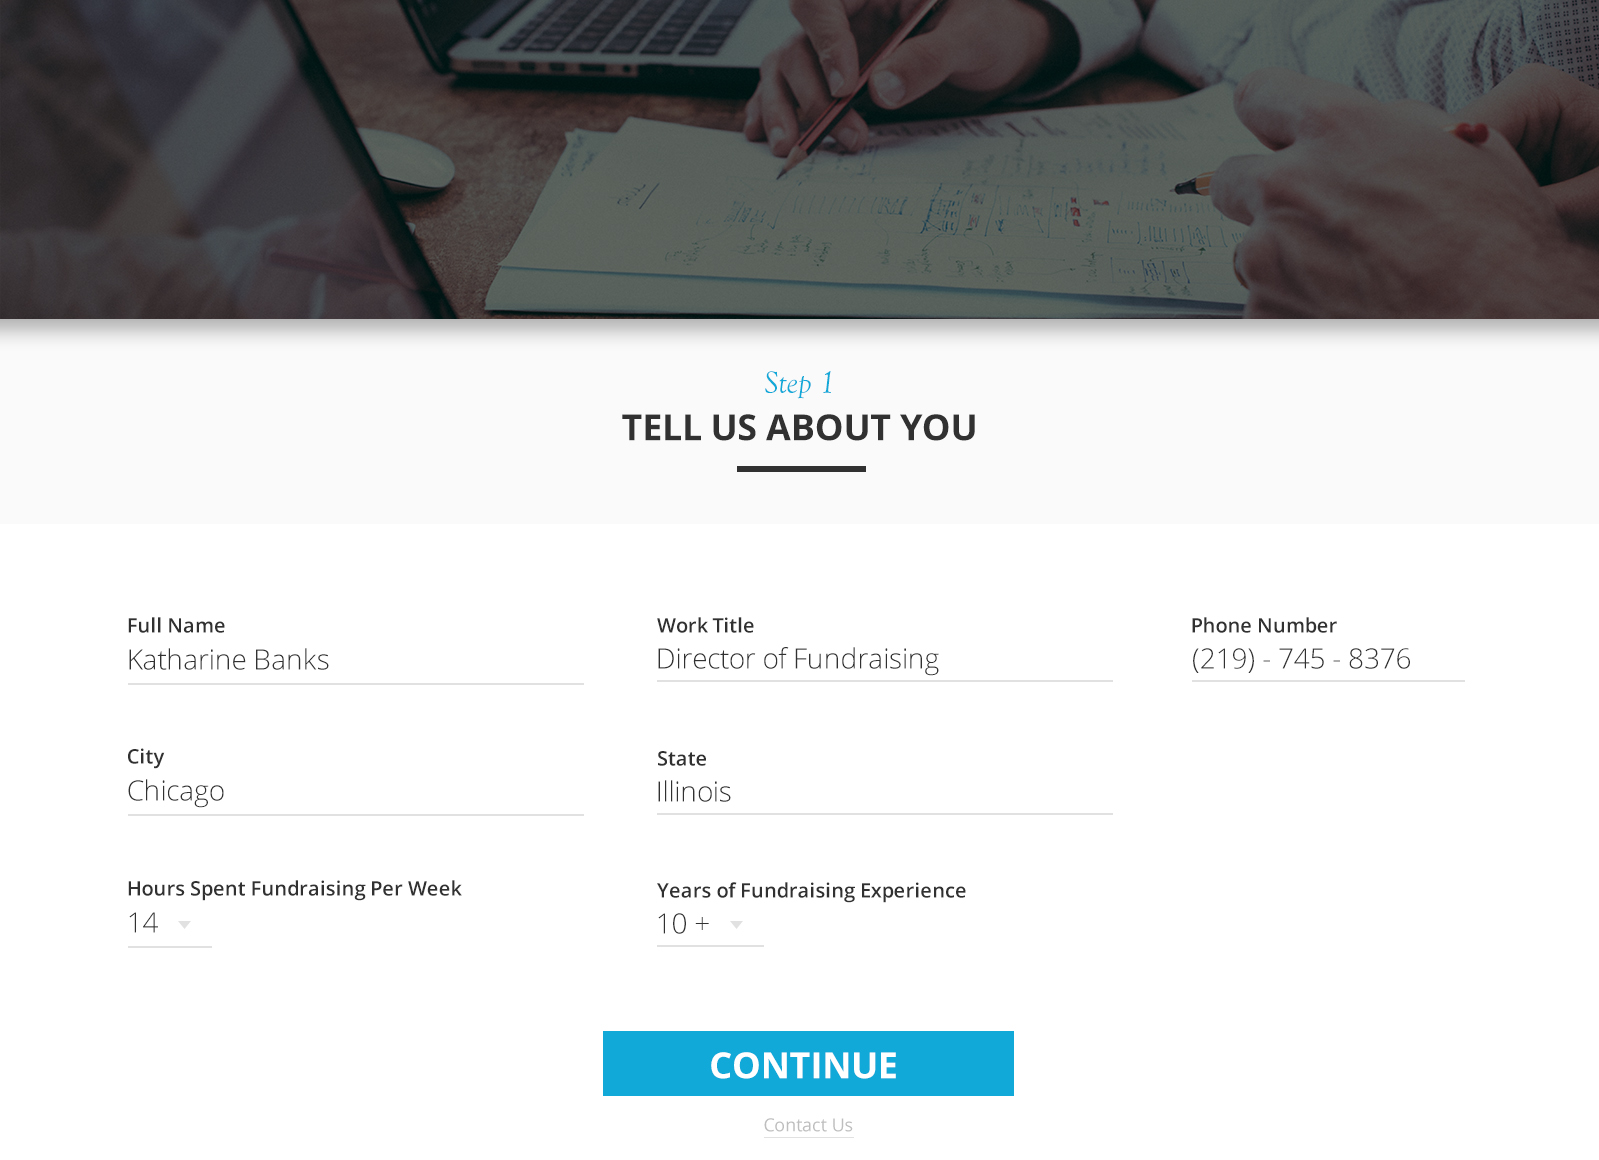 Step 1
TELL US ABOUT YOU
Full Name
Katharine Banks
Work Title
Director of Fundraising
Phone Number
(219) - 745 - 8376
City
Chicago
State
Illinois
Hours Spent Fundraising Per Week
14
Years of Fundraising Experience
10 +
CONTINUE
Contact Us